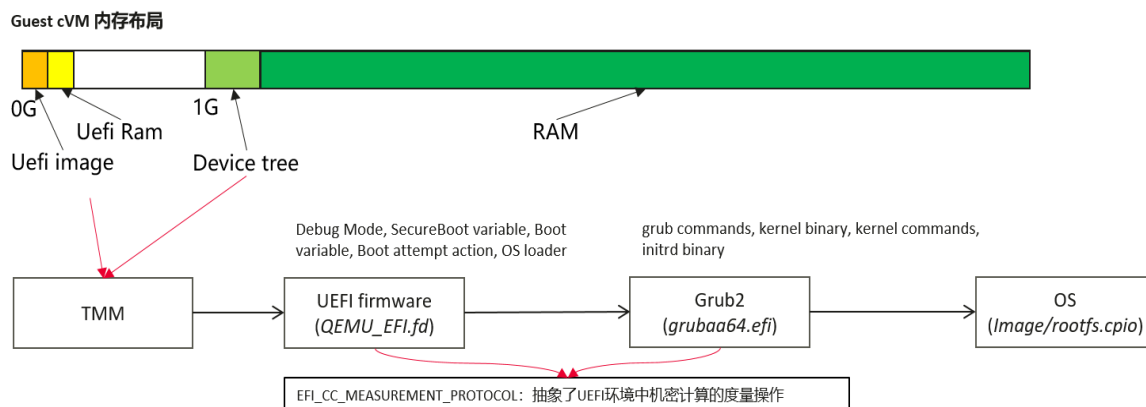 Guest cVM 内存布局
0G
1G
Uefi Ram
RAM
Uefi image
Device tree
Debug Mode, SecureBoot variable, Boot
variable, Boot attempt action, OS loader
grub commands, kernel binary, kernel commands,
initrd binary
TMM
UEFI firmware
(QEMU_EFI.fd)
Grub2
(grubaa64.efi)
OS
(Image/rootfs.cpio)
EFI_CC_MEASUREMENT_PROTOCOL：抽象了UEFI环境中机密计算的度量操作